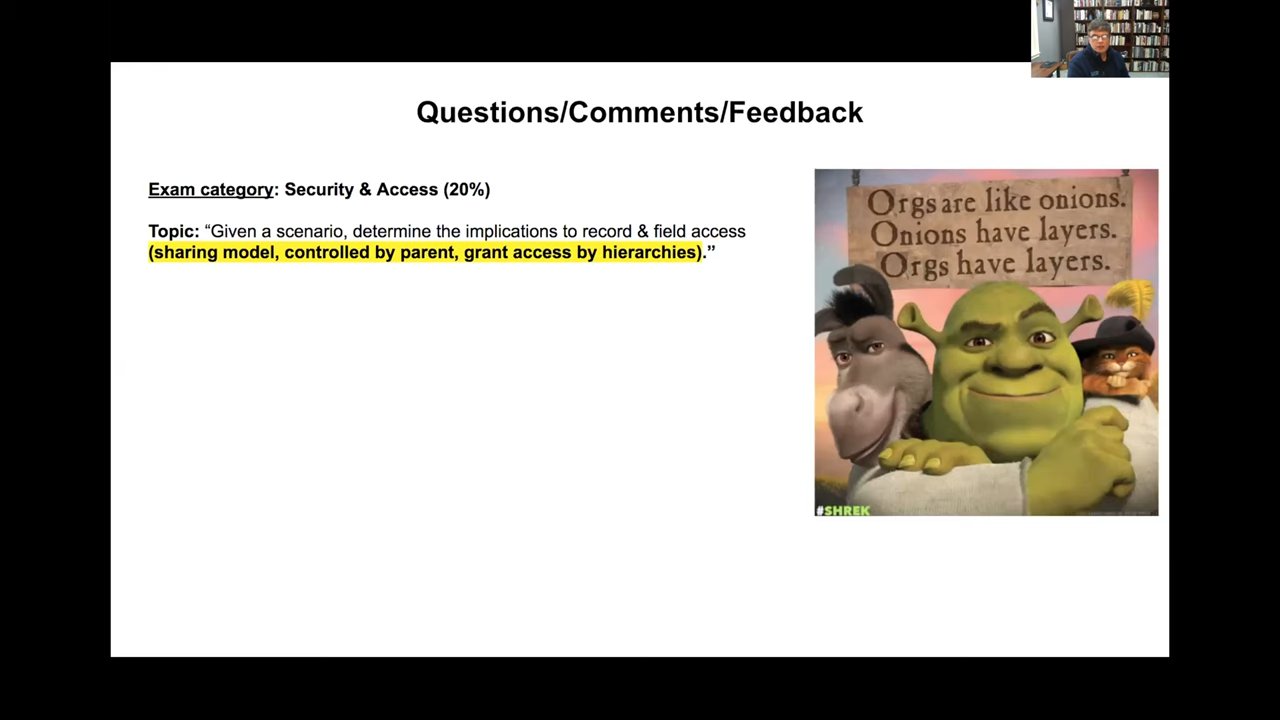 Questions/Comments/Feedback
Exam category: Security & Access (20%)
Topic: “Given a scenario, determine the implications to record & field access
(sharing model, controlled by parent, grant access by hierarchies).”
Orgs are like onions.
Onions have layers.
Orgs have layers.
#SHREK